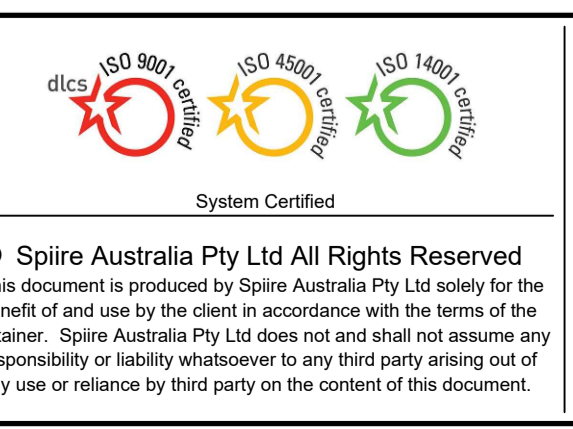 dlcs ISO 9001 certified ISO 45001 certified ISO 14001 certified
System Certified
Spiire Australia Pty Ltd All Rights Reserved
is document is produced by Spiire Australia Pty Ltd solely for the
nefit of and use by the client in accordance with the terms of the
tainer. Spiire Australia Pty Ltd does not and shall not assume any
sponsibility or liability whatsoever to any third party arising out of
y use or reliance by third party on the content of this document.